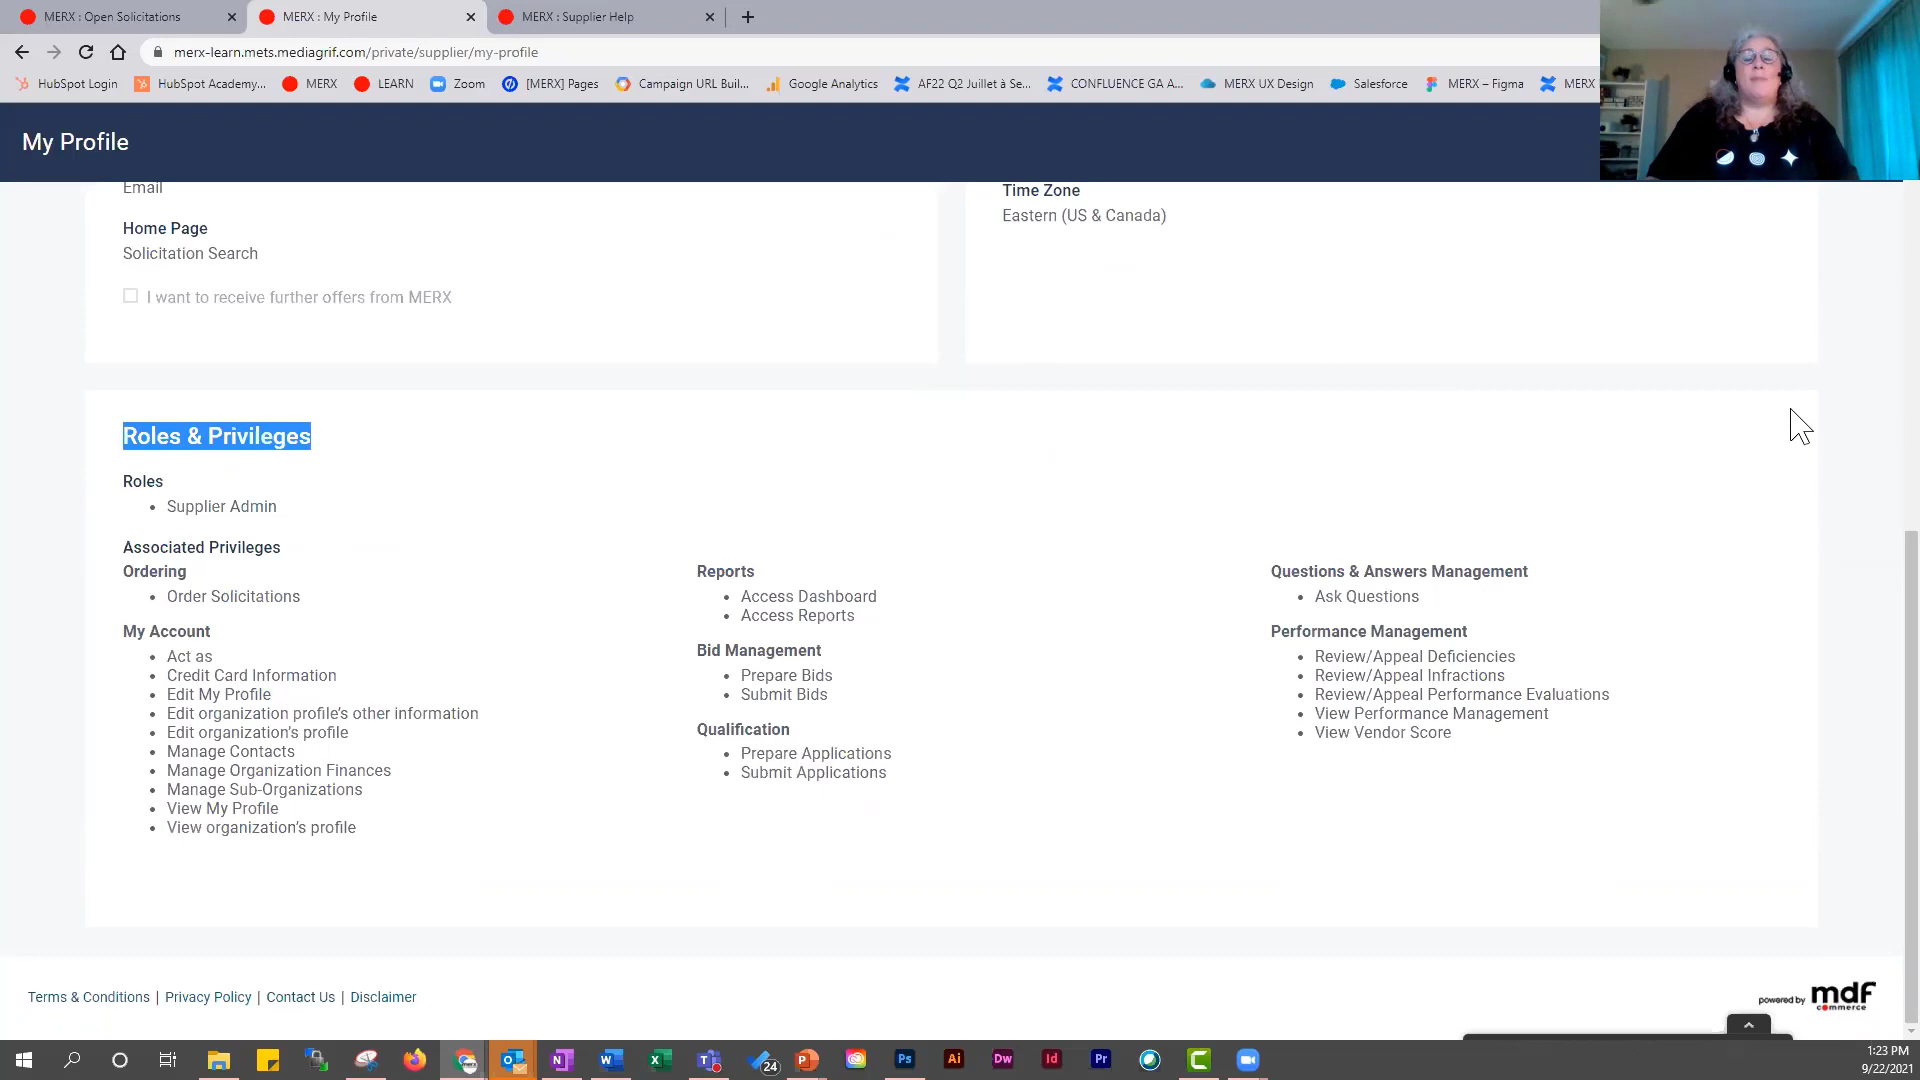 MERX : Open Solicitations
MERX : My Profile
MERX : Supplier Help
merx-learn.mets.mediagrif.com/private/supplier/my-profile
HubSpot Login
HubSpot Academy...
MERX
LEARN
Zoom
[MERX] Pages
Campaign URL Buil...
Google Analytics
AF22 Q2 Juillet à Se...
CONFLUENCE GA A...
MERX UX Design
Salesforce
MERX – Figma
MERX
My Profile
Email
Home Page
Solicitation Search
I want to receive further offers from MERX
Time Zone
Eastern (US & Canada)
Roles & Privileges
Roles
• Supplier Admin
Associated Privileges
Ordering
• Order Solicitations
My Account
• Act as
• Credit Card Information
• Edit My Profile
• Edit organization profile's other information
• Edit organization's profile
• Manage Contacts
• Manage Organization Finances
• Manage Sub-Organizations
• View My Profile
• View organization's profile
Reports
• Access Dashboard
• Access Reports
Bid Management
• Prepare Bids
• Submit Bids
Qualification
• Prepare Applications
• Submit Applications
Questions & Answers Management
• Ask Questions
Performance Management
• Review/Appeal Deficiencies
• Review/Appeal Infractions
• Review/Appeal Performance Evaluations
• View Performance Management
• View Vendor Score
Terms & Conditions | Privacy Policy | Contact Us | Disclaimer
powered by mdf commerce
24
Ps
Ai
Dw
Id
Pr
1:23 PM
9/22/2021